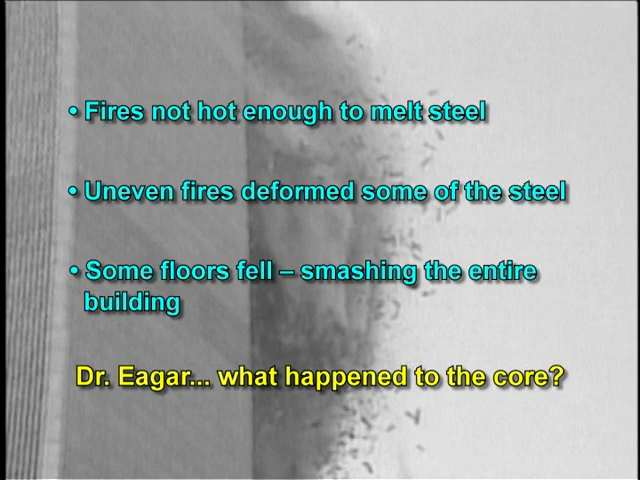 • Fires not hot enough to melt steel
• Uneven fires deformed some of the steel
• Some floors fell – smashing the entire
building
Dr. Eagar... what happened to the core?